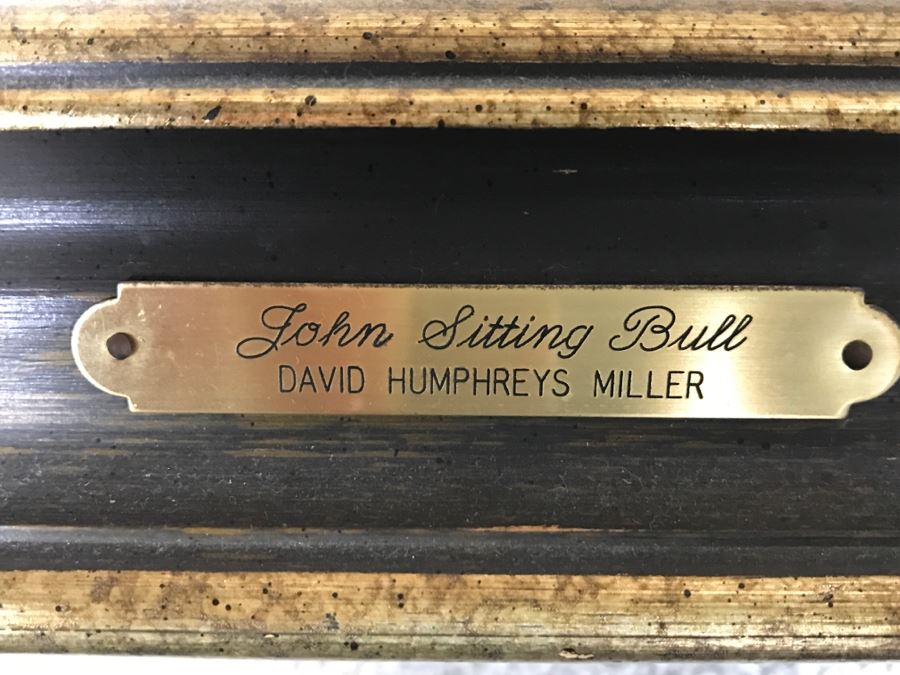 John Sitting Bull
DAVID HUMPHREYS MILLER